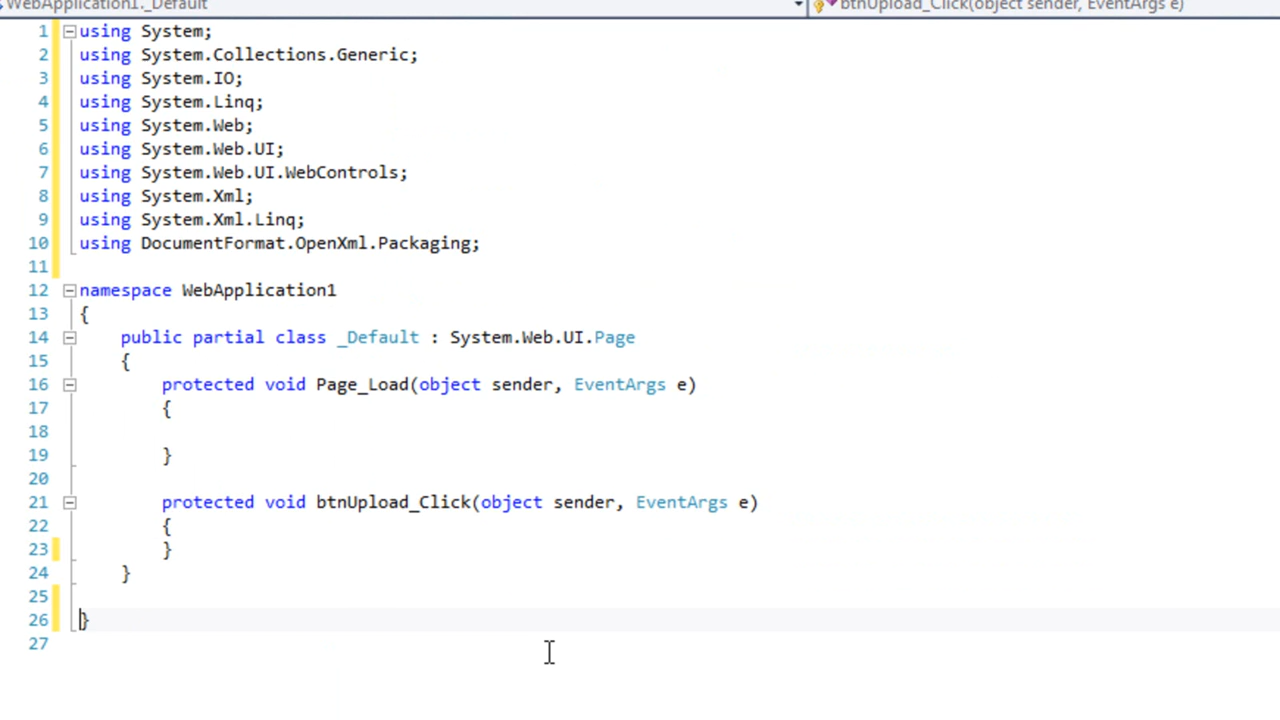 WebApplication1._Default
btnUpload_Click(object sender, EventArgs e)
1 using System;
2 using System.Collections.Generic;
3 using System.IO;
4 using System.Linq;
5 using System.Web;
6 using System.Web.UI;
7 using System.Web.UI.WebControls;
8 using System.Xml;
9 using System.Xml.Linq;
10 using DocumentFormat.OpenXml.Packaging;
11
12 namespace WebApplication1
13 {
14 public partial class _Default : System.Web.UI.Page
15 {
16 protected void Page_Load(object sender, EventArgs e)
17 {
18
19 }
20
21 protected void btnUpload_Click(object sender, EventArgs e)
22 {
23 }
24 }
25
26 }
27